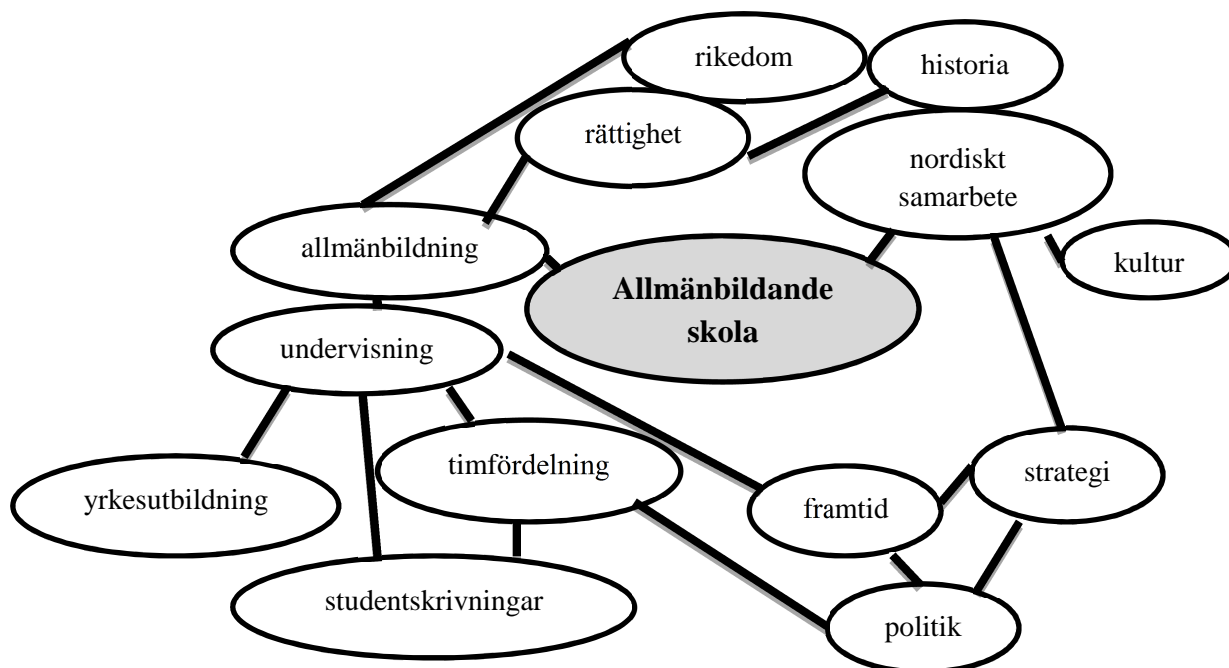 rikedom
historia
rättighet
nordiskt
samarbete
allmänbildning
kultur
Allmänbildande
skola
undervisning
timfördelning
strategi
yrkesutbildning
framtid
studentskrivningar
politik